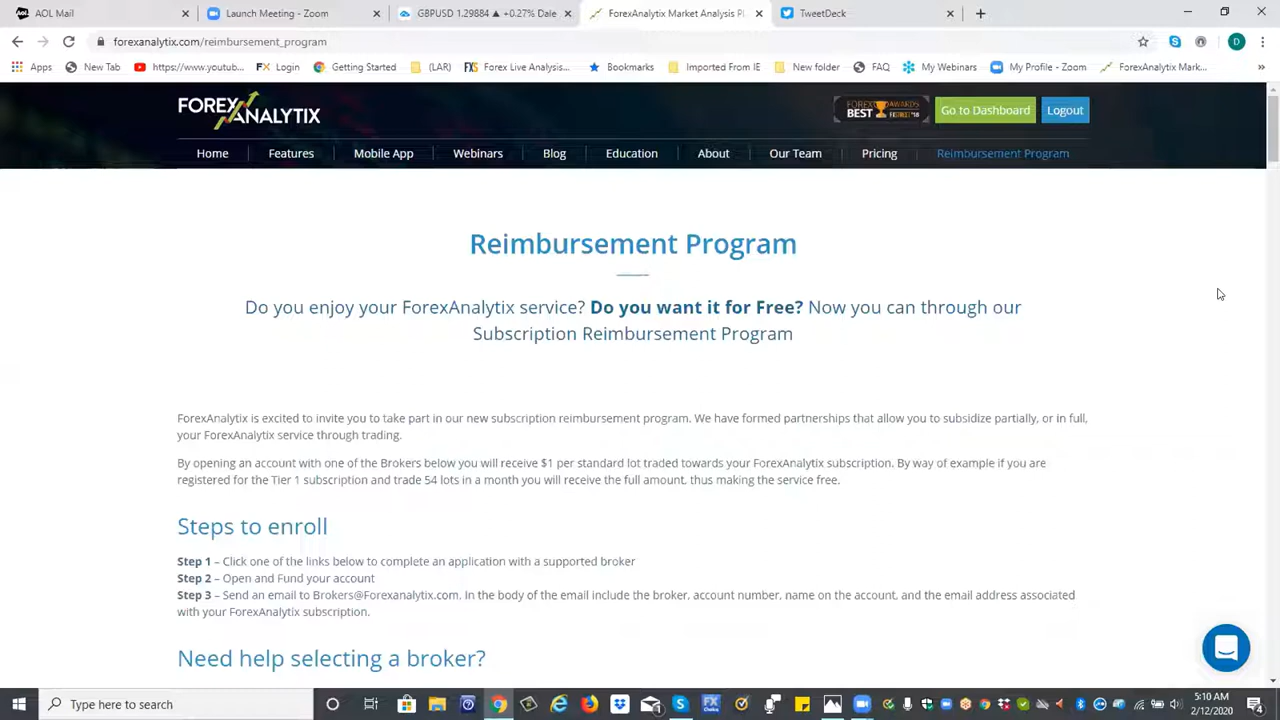 AOL Mail
Launch Meeting - Zoom
GBPUSD 1.29884 ▲ +0.27% Dale
ForexAnalytix Market Analysis Pl
TweetDeck
forexanalytix.com/reimbursement_program
D
Apps
New Tab
https://www.youtub...
FX Login
Getting Started
(LAR)
FXS Forex Live Analysis...
Bookmarks
Imported From IE
New folder
FAQ
My Webinars
My Profile - Zoom
ForexAnalytix Mark...
»
FOREX ANALYTIX
FOREX AWARDS
BEST
Go to Dashboard
Logout
Home
Features
Mobile App
Webinars
Blog
Education
About
Our Team
Pricing
Reimbursement Program
Reimbursement Program
Do you enjoy your ForexAnalytix service? Do you want it for Free? Now you can through our
Subscription Reimbursement Program
ForexAnalytix is excited to invite you to take part in our new subscription reimbursement program. We have formed partnerships that allow you to subsidize partially, or in full,
your ForexAnalytix service through trading.
By opening an account with one of the Brokers below you will receive $1 per standard lot traded towards your ForexAnalytix subscription. By way of example if you are
registered for the Tier 1 subscription and trade 54 lots in a month you will receive the full amount, thus making the service free.
Steps to enroll
Step 1 – Click one of the links below to complete an application with a supported broker
Step 2 – Open and Fund your account
Step 3 – Send an email to Brokers@Forexanalytix.com. In the body of the email include the broker, account number, name on the account, and the email address associated
with your ForexAnalytix subscription.
Need help selecting a broker?
Type here to search
5:10 AM
2/12/2020